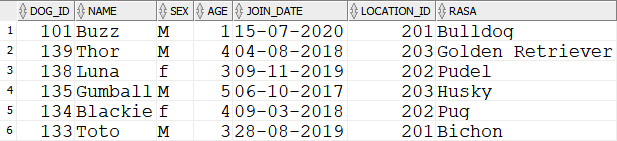 DOG_ID NAME SEX AGE JOIN_DATE LOCATION_ID RASA
1 101 Buzz M 1 15-07-2020 201 Bulldog
2 139 Thor M 4 04-08-2018 203 Golden Retriever
3 138 Luna f 3 09-11-2019 202 Pudel
4 135 Gumball M 5 06-10-2017 203 Husky
5 134 Blackie f 4 09-03-2018 202 Pug
6 133 Toto M 3 28-08-2019 201 Bichon